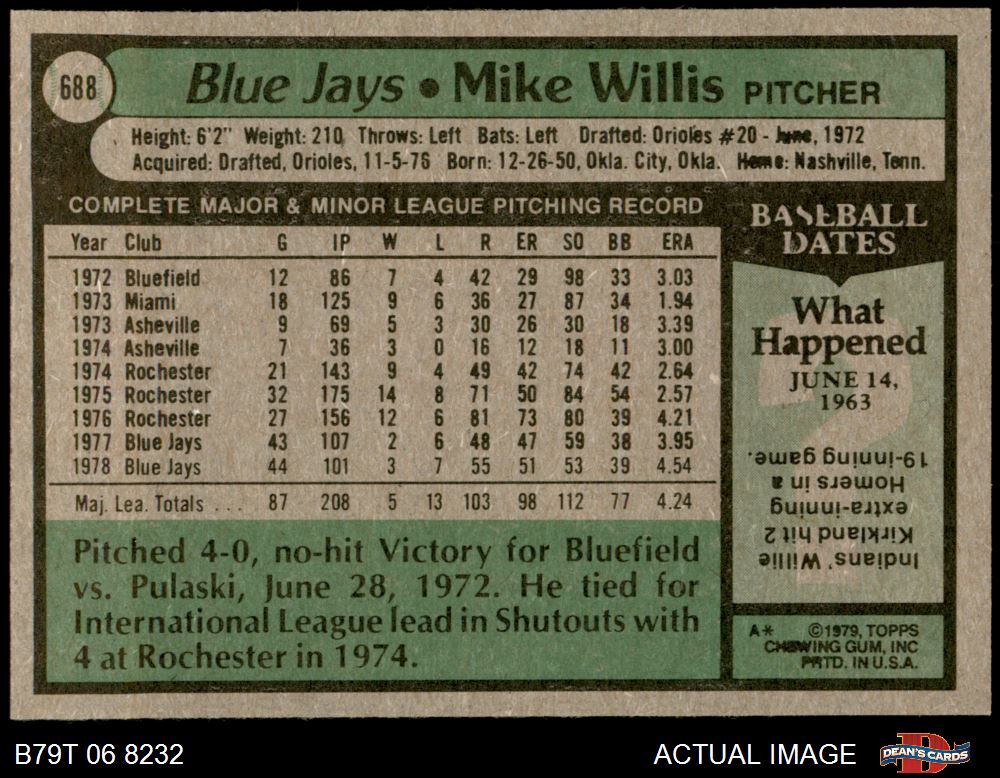 688
Blue Jays • Mike Willis PITCHER
Height: 6'2" Weight: 210 Throws: Left Bats: Left Drafted: Orioles #20 - June, 1972
Acquired: Drafted, Orioles, 11-5-76 Born: 12-26-50, Okla. City, Okla. Home: Nashville, Tenn.
COMPLETE MAJOR & MINOR LEAGUE PITCHING RECORD
Year Club G IP W L R ER SO BB ERA
1972 Bluefield 12 86 7 4 42 29 98 33 3.03
1973 Miami 18 125 9 6 36 27 87 34 1.94
1973 Asheville 9 69 5 3 30 26 30 18 3.39
1974 Asheville 7 36 3 0 16 12 18 11 3.00
1974 Rochester 21 143 9 4 49 42 74 42 2.64
1975 Rochester 32 175 14 8 71 50 84 54 2.57
1976 Rochester 27 156 12 6 81 73 80 39 4.21
1977 Blue Jays 43 107 2 6 48 47 59 38 3.95
1978 Blue Jays 44 101 3 7 55 51 53 39 4.54
Maj. Lea. Totals ... 87 208 5 13 103 98 112 77 4.24
Pitched 4-0, no-hit Victory for Bluefield
vs. Pulaski, June 28, 1972. He tied for
International League lead in Shutouts with
4 at Rochester in 1974.
BASEBALL
DATES
What
Happened
JUNE 14,
1963
Indians' Willie
Kirkland hit 2
extra-inning
Homers in a
19-inning game.
A* ©1979, TOPPS
CHEWING GUM, INC
PRTD. IN U.S.A.
B79T 06 8232
ACTUAL IMAGE
DEAN'S CARDS